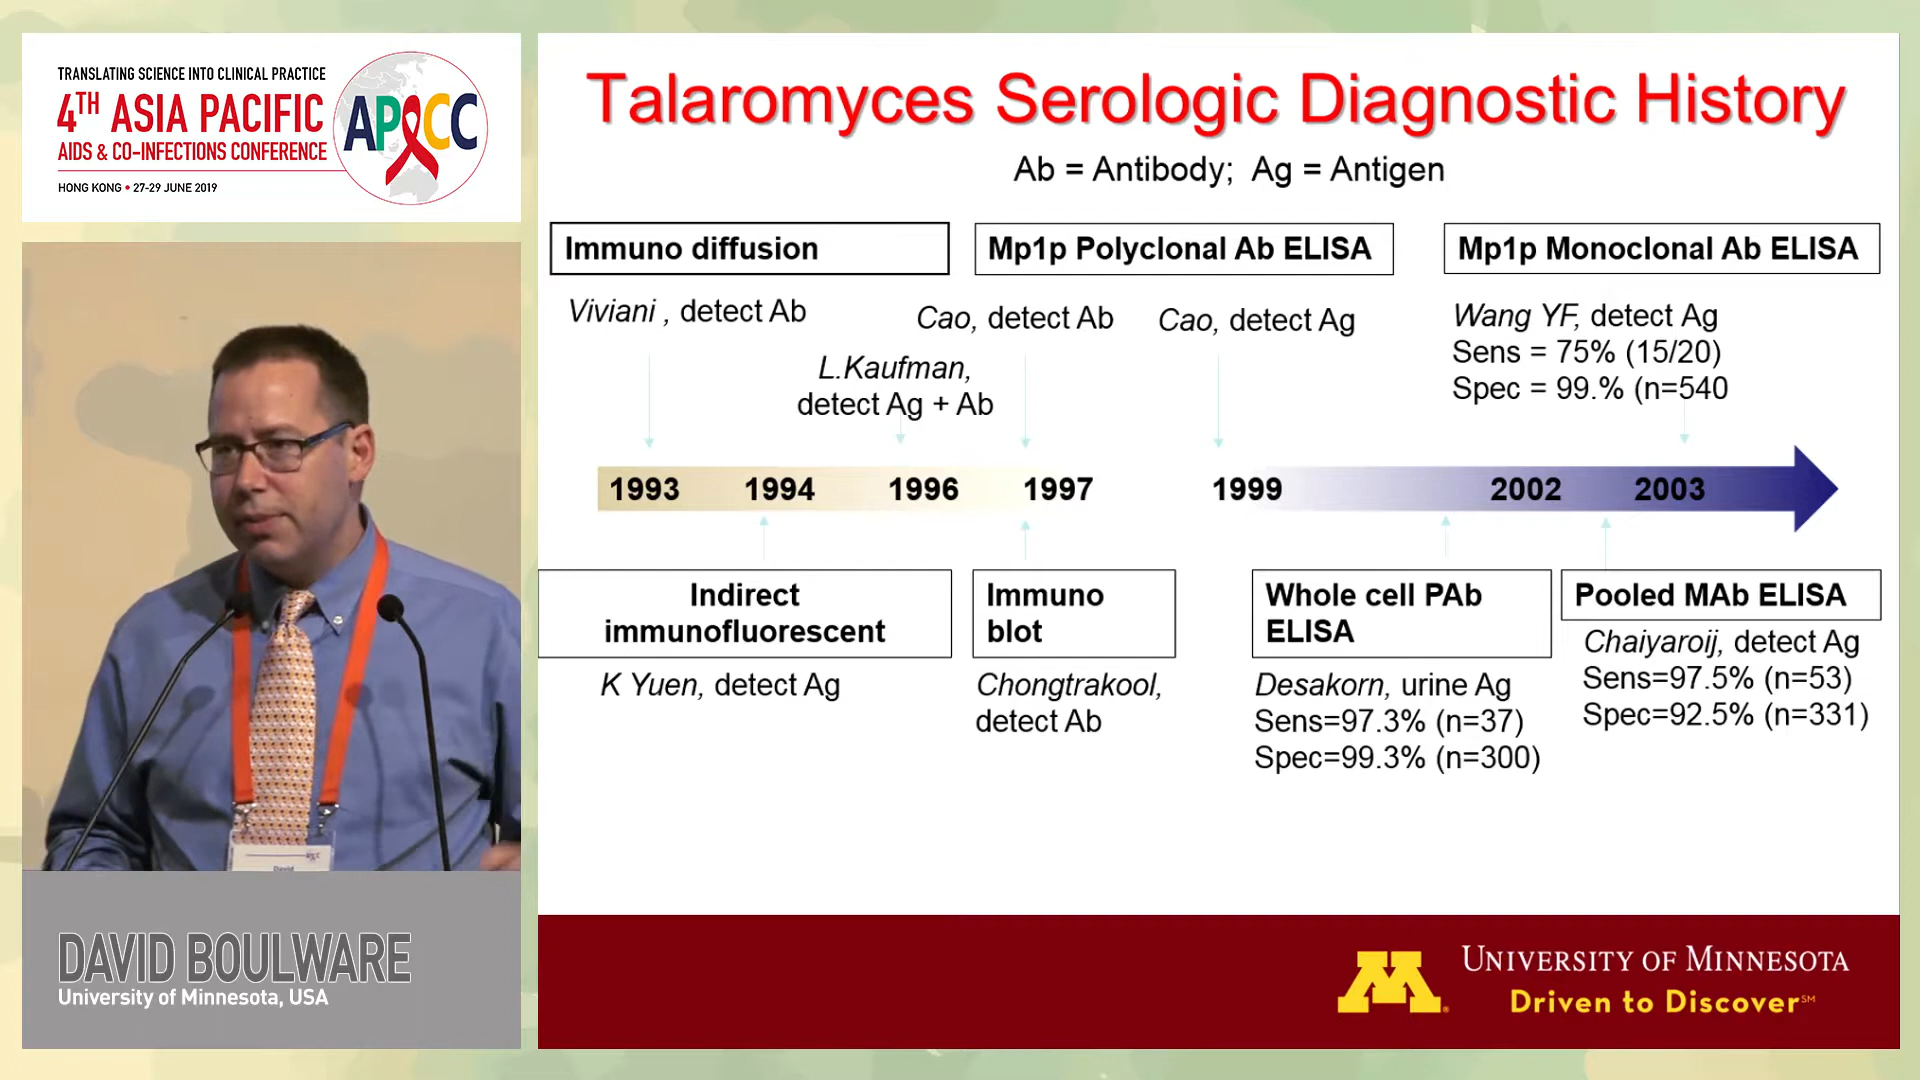 TRANSLATING SCIENCE INTO CLINICAL PRACTICE
4TH ASIA PACIFIC
AIDS & CO-INFECTIONS CONFERENCE
HONG KONG • 27-29 JUNE 2019
APACC
David
DAVID BOULWARE
University of Minnesota, USA
Talaromyces Serologic Diagnostic History
Ab = Antibody; Ag = Antigen
Immuno diffusion
Viviani , detect Ab
L.Kaufman,
detect Ag + Ab
Mp1p Polyclonal Ab ELISA
Cao, detect Ab
Cao, detect Ag
Mp1p Monoclonal Ab ELISA
Wang YF, detect Ag
Sens = 75% (15/20)
Spec = 99.% (n=540
1993 1994 1996 1997 1999 2002 2003
Indirect
immunofluorescent
K Yuen, detect Ag
Immuno
blot
Chongtrakool,
detect Ab
Whole cell PAb
ELISA
Desakorn, urine Ag
Sens=97.3% (n=37)
Spec=99.3% (n=300)
Pooled MAb ELISA
Chaiyaroij, detect Ag
Sens=97.5% (n=53)
Spec=92.5% (n=331)
M
UNIVERSITY OF MINNESOTA
Driven to Discover℠